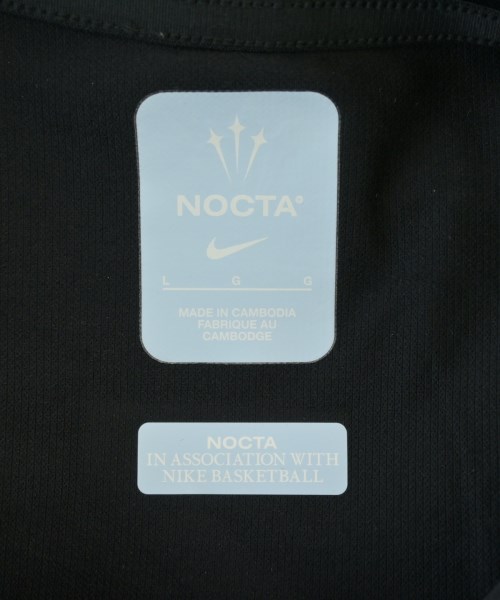 NOCTA©
L G G
MADE IN CAMBODIA
FABRIQUE AU
CAMBODGE
NOCTA
IN ASSOCIATION WITH
NIKE BASKETBALL